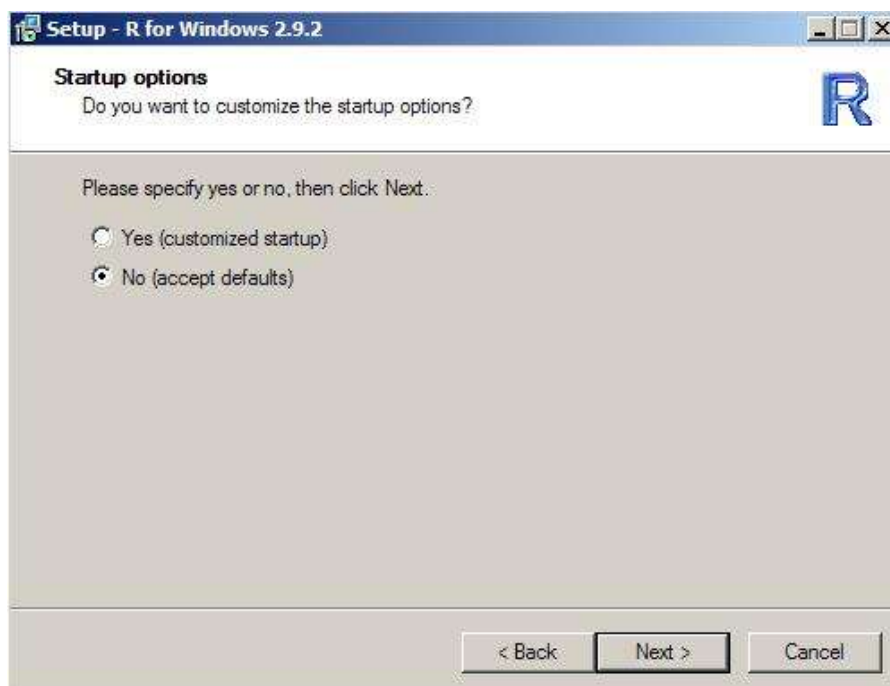 Setup - R for Windows 2.9.2
Startup options
Do you want to customize the startup options?
R
Please specify yes or no, then click Next.
Yes (customized startup)
No (accept defaults)
< Back
Next >
Cancel